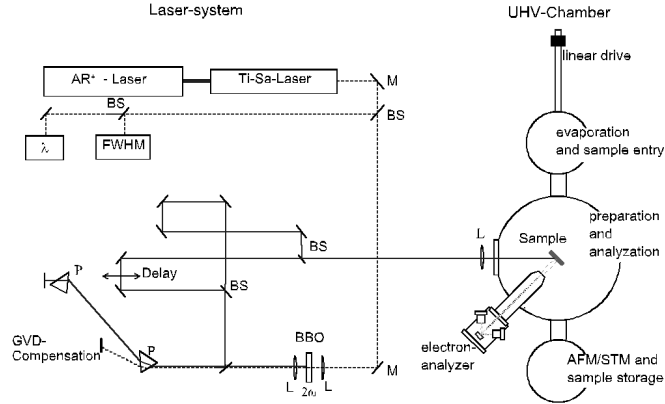 Laser-system
UHV-Chamber
linear drive
AR⁺ - Laser
Ti-Sa-Laser
M
BS
BS
λ
FWHM
evaporation
and sample entry
preparation
and
analyzation
L
Sample
BS
Delay
P
BS
GVD-
Compensation
P
BBO
L
2ω
L
M
electron-
analyzer
AFM/STM and
sample storage